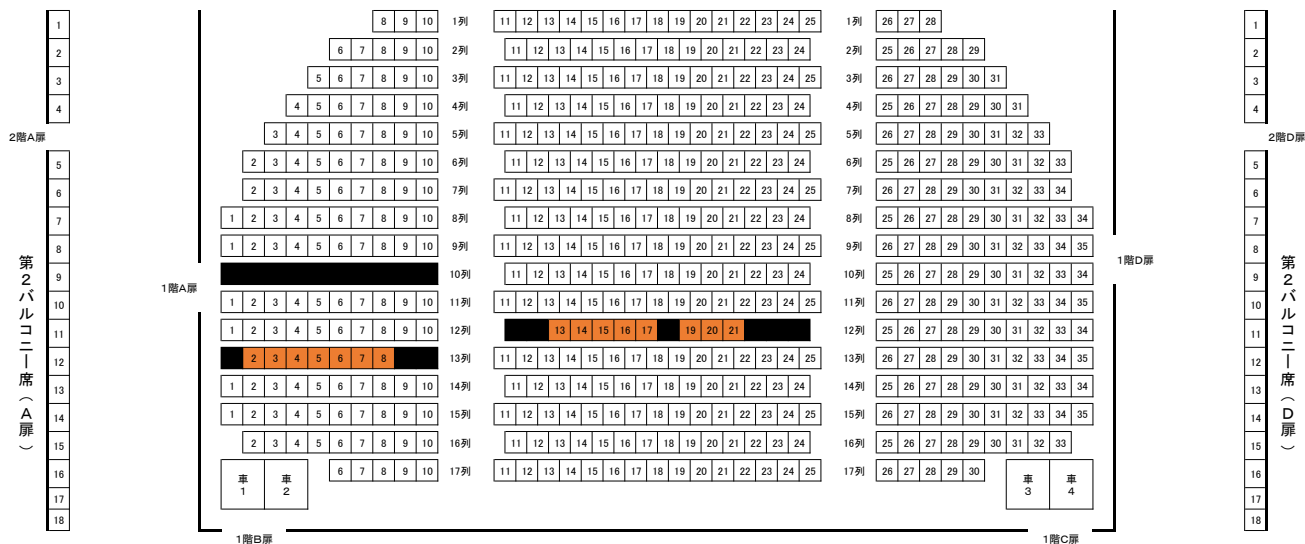 1
2
3
4
2階A扉
5
6
7
8
9
10
11
12
13
14
15
16
17
18
第2バルコニー席（A扉）
8 9 10 1列 11 12 13 14 15 16 17 18 19 20 21 22 23 24 25 1列 26 27 28
6 7 8 9 10 2列 11 12 13 14 15 16 17 18 19 20 21 22 23 24 2列 25 26 27 28 29
5 6 7 8 9 10 3列 11 12 13 14 15 16 17 18 19 20 21 22 23 24 25 3列 26 27 28 29 30 31
4 5 6 7 8 9 10 4列 11 12 13 14 15 16 17 18 19 20 21 22 23 24 4列 25 26 27 28 29 30 31
3 4 5 6 7 8 9 10 5列 11 12 13 14 15 16 17 18 19 20 21 22 23 24 25 5列 26 27 28 29 30 31 32 33
2 3 4 5 6 7 8 9 10 6列 11 12 13 14 15 16 17 18 19 20 21 22 23 24 6列 25 26 27 28 29 30 31 32 33
2 3 4 5 6 7 8 9 10 7列 11 12 13 14 15 16 17 18 19 20 21 22 23 24 25 7列 26 27 28 29 30 31 32 33 34
1 2 3 4 5 6 7 8 9 10 8列 11 12 13 14 15 16 17 18 19 20 21 22 23 24 8列 25 26 27 28 29 30 31 32 33 34
1 2 3 4 5 6 7 8 9 10 9列 11 12 13 14 15 16 17 18 19 20 21 22 23 24 25 9列 26 27 28 29 30 31 32 33 34 35
10列 11 12 13 14 15 16 17 18 19 20 21 22 23 24 10列 25 26 27 28 29 30 31 32 33 34
1階A扉
1階D扉
1 2 3 4 5 6 7 8 9 10 11列 11 12 13 14 15 16 17 18 19 20 21 22 23 24 25 11列 26 27 28 29 30 31 32 33 34 35
1 2 3 4 5 6 7 8 9 10 12列 13 14 15 16 17 19 20 21 12列 25 26 27 28 29 30 31 32 33 34
2 3 4 5 6 7 8 13列 11 12 13 14 15 16 17 18 19 20 21 22 23 24 25 13列 26 27 28 29 30 31 32 33 34 35
1 2 3 4 5 6 7 8 9 10 14列 11 12 13 14 15 16 17 18 19 20 21 22 23 24 14列 25 26 27 28 29 30 31 32 33 34
1 2 3 4 5 6 7 8 9 10 15列 11 12 13 14 15 16 17 18 19 20 21 22 23 24 25 15列 26 27 28 29 30 31 32 33 34 35
2 3 4 5 6 7 8 9 10 16列 11 12 13 14 15 16 17 18 19 20 21 22 23 24 16列 25 26 27 28 29 30 31 32 33
6 7 8 9 10 17列 11 12 13 14 15 16 17 18 19 20 21 22 23 24 25 17列 26 27 28 29 30
車1 車2
車3 車4
1階B扉
1階C扉
1
2
3
4
2階D扉
5
6
7
8
9
10
11
12
13
14
15
16
17
18
第2バルコニー席（D扉）